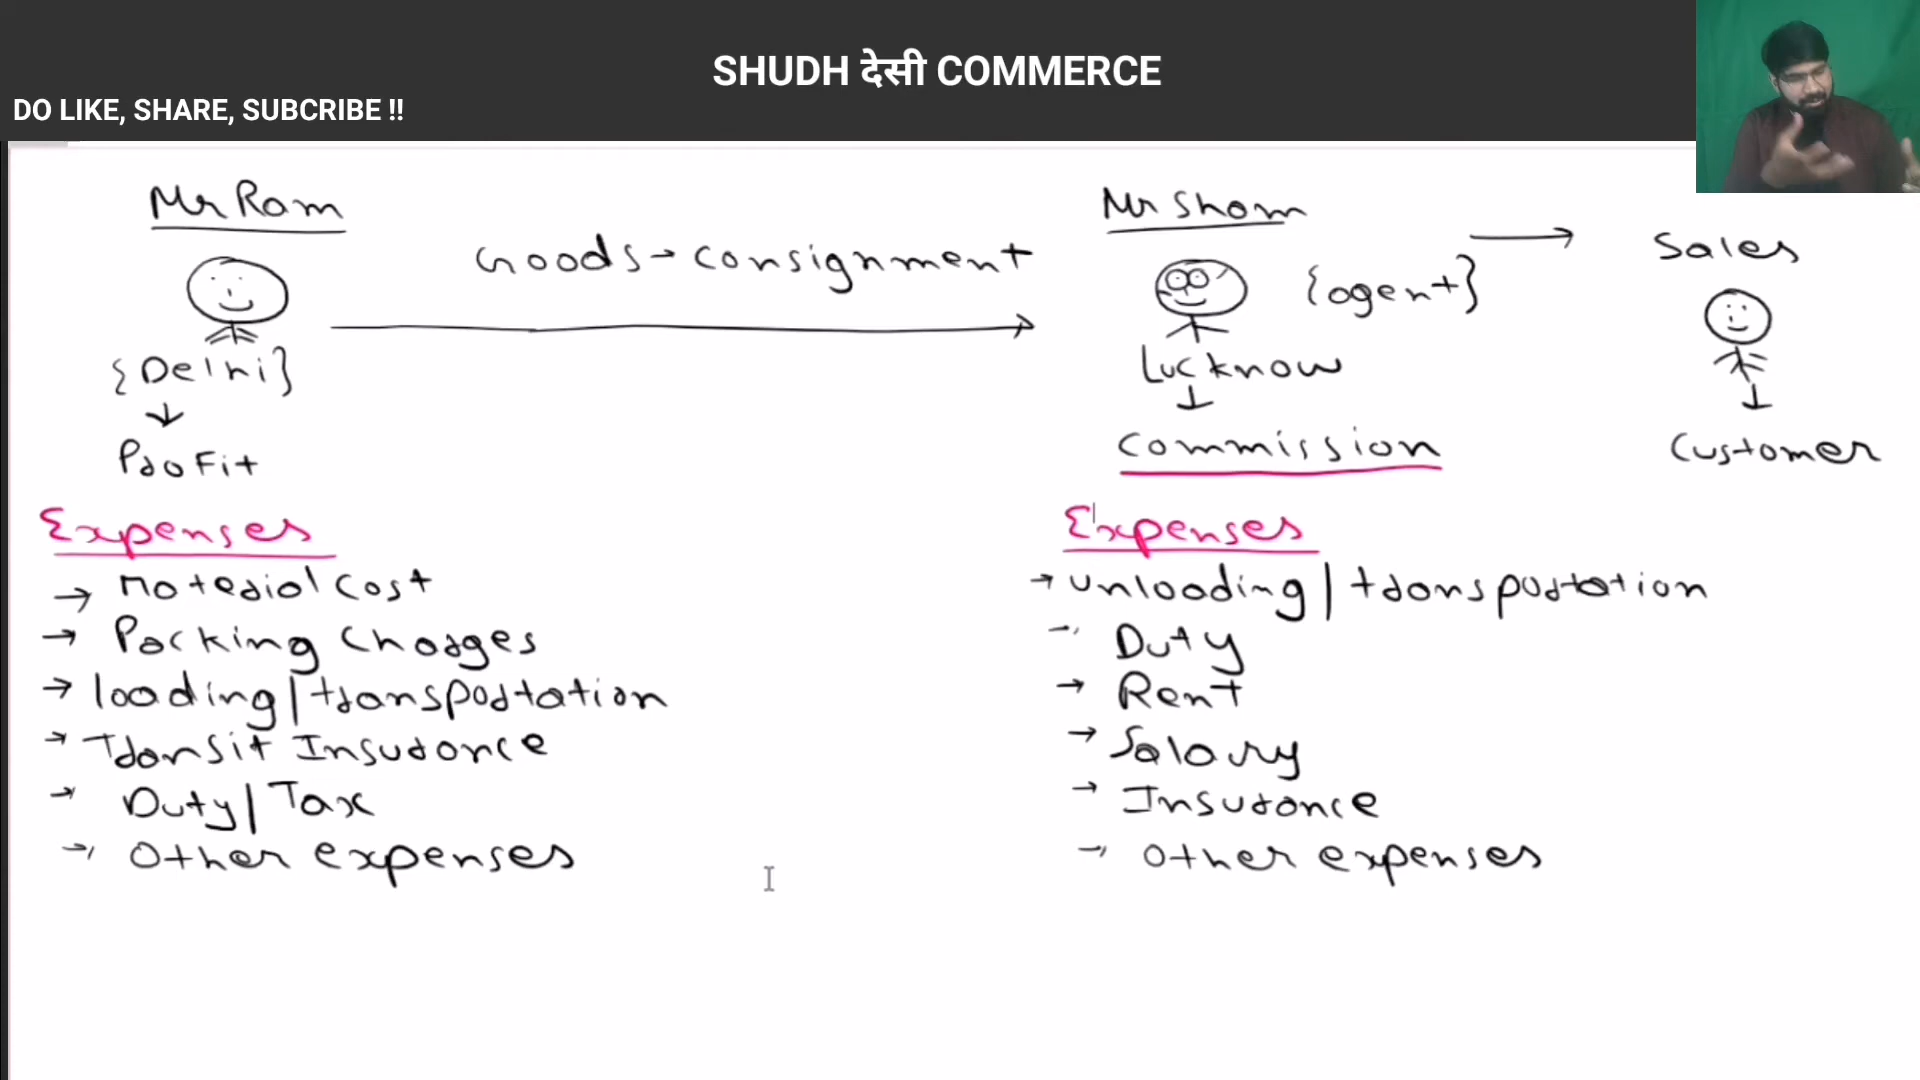 SHUDH देसी COMMERCE
DO LIKE, SHARE, SUBCRIBE !!
Mr Ram
Goods → Consignment
{Delhi}
Profit
Mr Sham
{agent}
Lucknow
Commission
Sales
Customer
Expenses
→ Material Cost
→ Packing Charges
→ loading | transportation
→ Transit Insurance
→ Duty | Tax
→ Other expenses
Expenses
→ unloading | transportation
→ Duty
→ Rent
→ Salary
→ Insurance
→ Other expenses